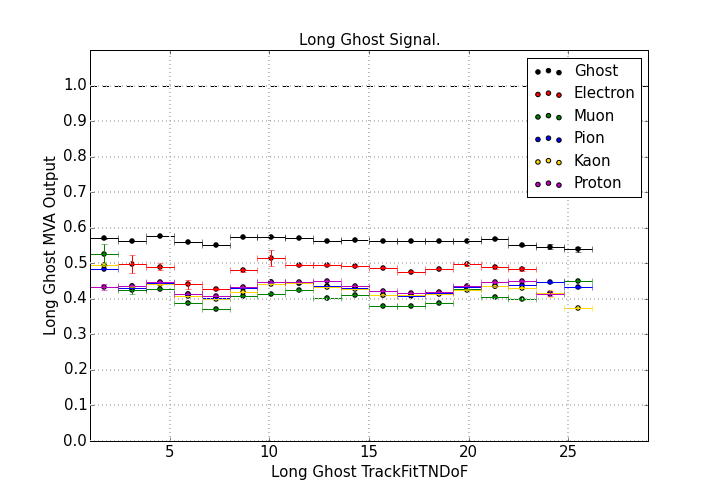 Long Ghost Signal.
Long Ghost MVA Output
1.0
0.9
0.8
0.7
0.6
0.5
0.4
0.3
0.2
0.1
0.0
Ghost
Electron
Muon
Pion
Kaon
Proton
5
10
15
20
25
Long Ghost TrackFitTNDoF